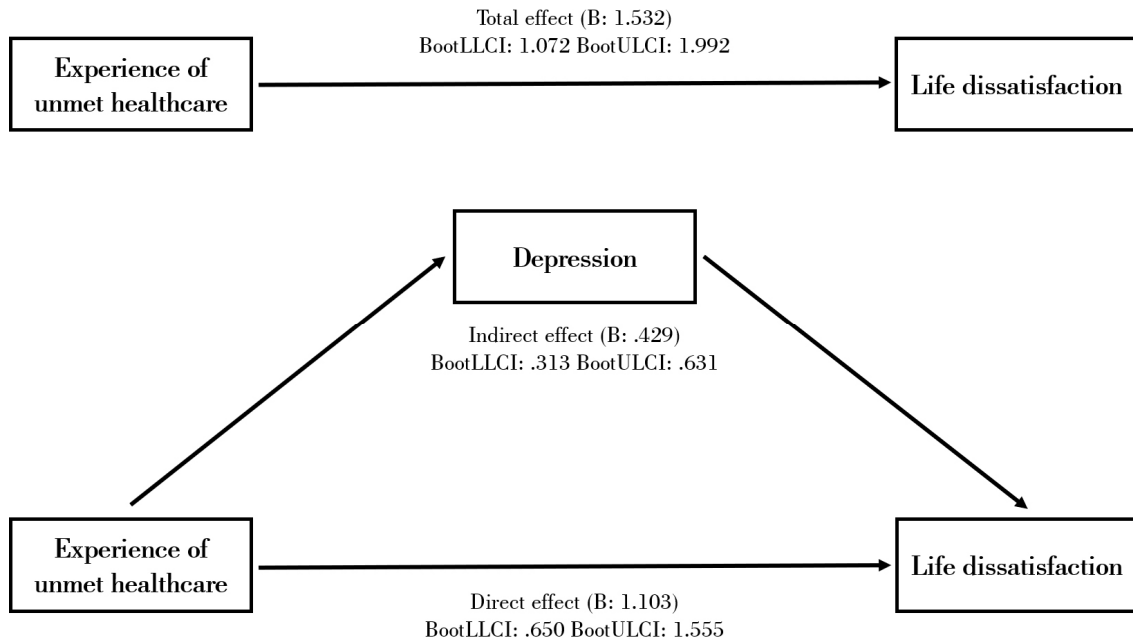 Total effect (B: 1.532)
BootLLCI: 1.072 BootULCI: 1.992
Experience of
unmet healthcare
Life dissatisfaction
Depression
Indirect effect (B: .429)
BootLLCI: .313 BootULCI: .631
Experience of
unmet healthcare
Life dissatisfaction
Direct effect (B: 1.103)
BootLLCI: .650 BootULCI: 1.555